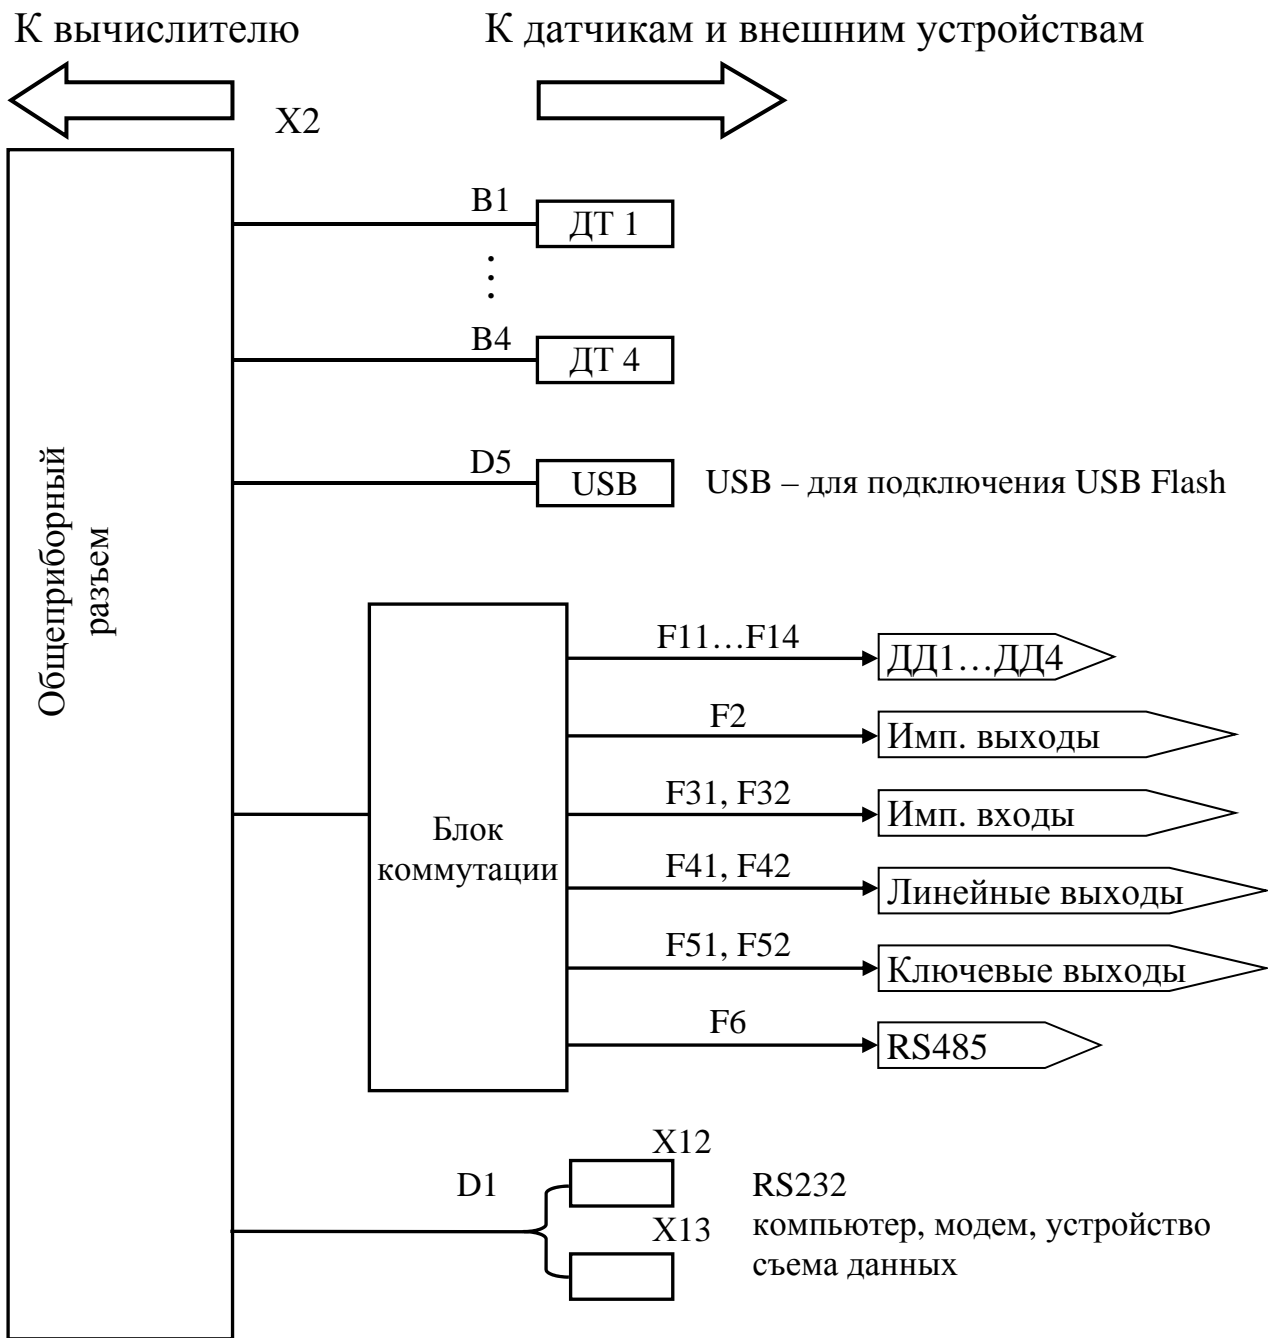 К вычислителю
К датчикам и внешним устройствам
X2
B1
ДТ 1
B4
ДТ 4
D5
USB
USB – для подключения USB Flash
Общеприборный
разъем
Блок
коммутации
F11…F14
ДД1…ДД4
F2
Имп. выходы
F31, F32
Имп. входы
F41, F42
Линейные выходы
F51, F52
Ключевые выходы
F6
RS485
D1
X12
X13
RS232
компьютер, модем, устройство
съема данных